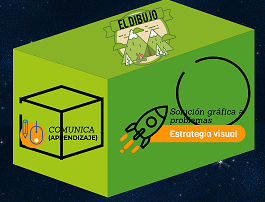 EL DIBUJO
COMUNICA
(APRENDIZAJE)
Solución gráfica a
problemas
Estrategia visual